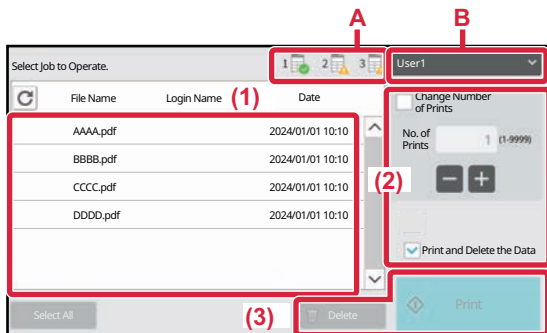 A
B
Select Job to Operate.
1
2
3
User1
File Name
Login Name
(1)
Date
Change Number
of Prints
AAAA.pdf
2024/01/01 10:10
No. of
Prints
1
(1-9999)
BBBB.pdf
2024/01/01 10:10
CCCC.pdf
2024/01/01 10:10
(2)
DDDD.pdf
2024/01/01 10:10
Print and Delete the Data
Select All
(3)
Delete
Print